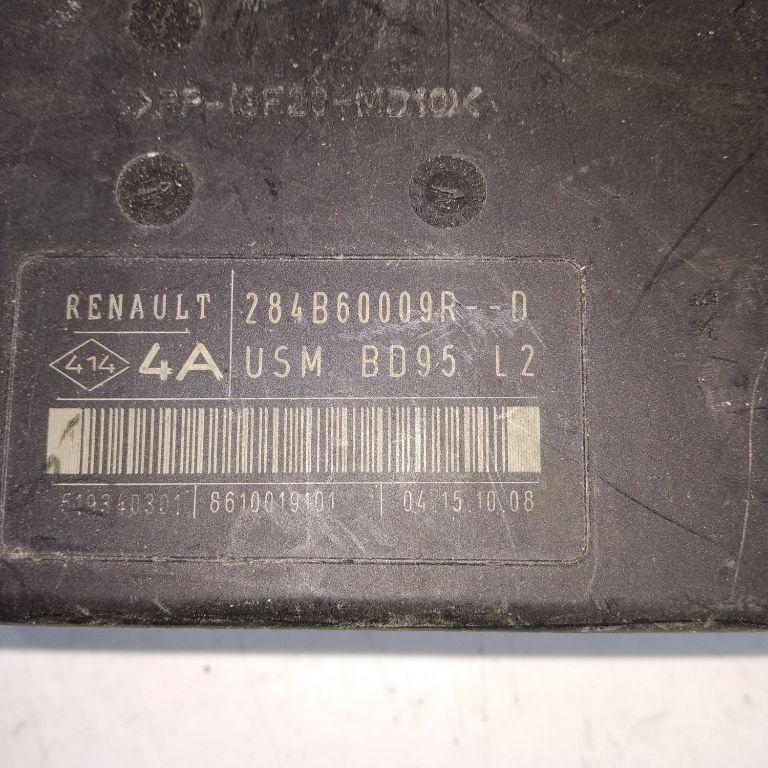 >PP-(GF20-MD10)<
RENAULT 284B60009R--D
414 4A USM BD95 L2
519340301 8610019101 04 15 10 08